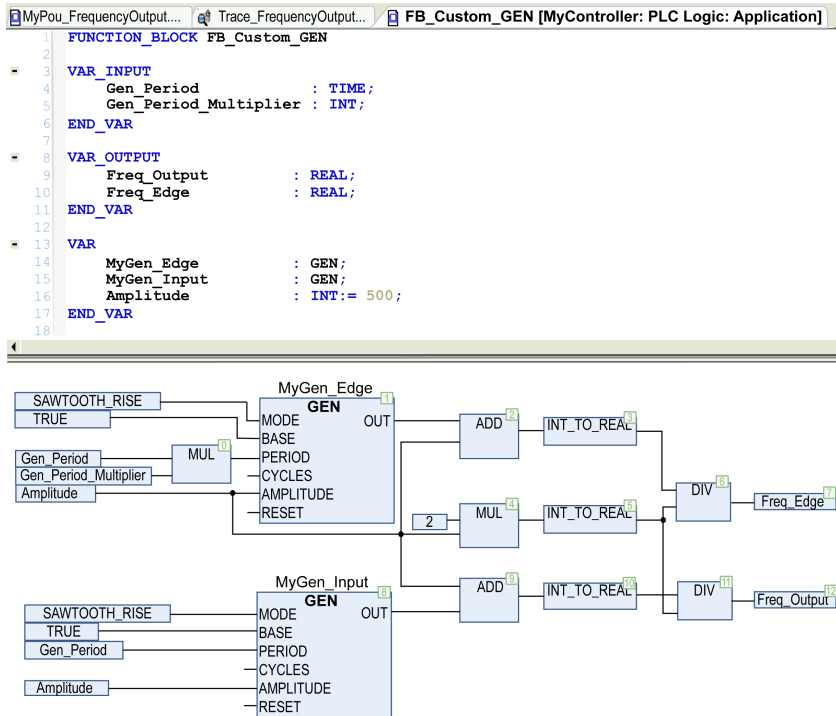 MyPou_FrequencyOutput.... Trace_FrequencyOutput... FB_Custom_GEN [MyController: PLC Logic: Application]
1 FUNCTION_BLOCK FB_Custom_GEN
2
3 VAR_INPUT
4 Gen_Period : TIME;
5 Gen_Period_Multiplier : INT;
6 END_VAR
7
8 VAR_OUTPUT
9 Freq_Output : REAL;
10 Freq_Edge : REAL;
11 END_VAR
12
13 VAR
14 MyGen_Edge : GEN;
15 MyGen_Input : GEN;
16 Amplitude : INT:= 500;
17 END_VAR
18
MyGen_Edge
1
GEN
SAWTOOTH_RISE
TRUE
MODE OUT
BASE
0
MUL
Gen_Period
Gen_Period_Multiplier
Amplitude
PERIOD
CYCLES
AMPLITUDE
RESET
2
ADD
3
INT_TO_REAL
4
MUL
2
5
INT_TO_REAL
6
DIV
7
Freq_Edge
MyGen_Input
8
GEN
SAWTOOTH_RISE
TRUE
Gen_Period
Amplitude
MODE OUT
BASE
PERIOD
CYCLES
AMPLITUDE
RESET
9
ADD
10
INT_TO_REAL
11
DIV
12
Freq_Output